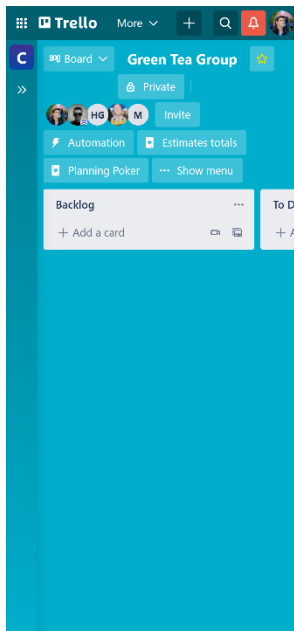 Trello More
C Board Green Tea Group
Private
HG M Invite
Automation Estimates totals
Planning Poker Show menu
Backlog To D
Add a card A